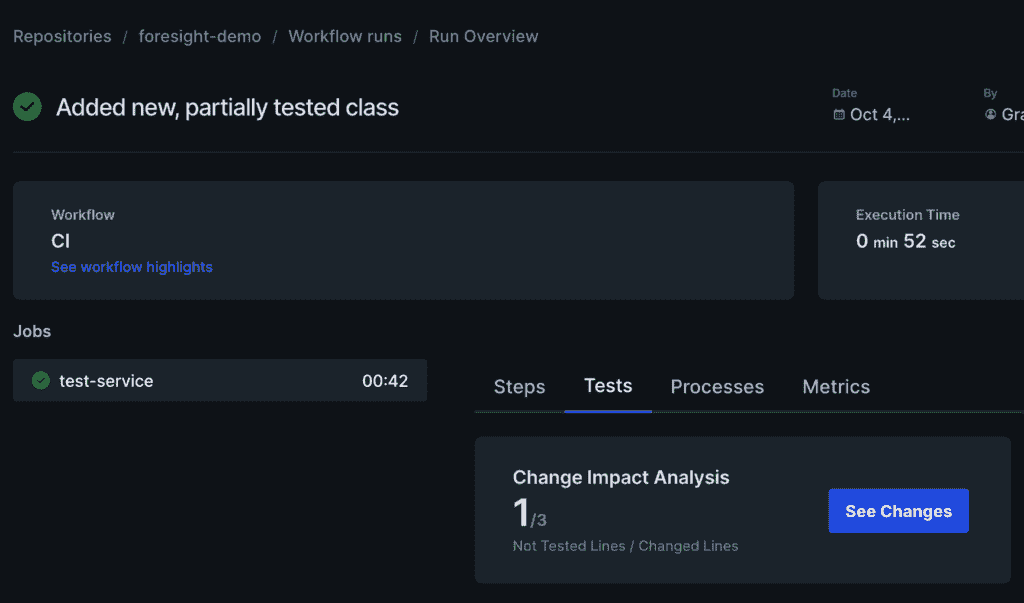 Repositories / foresight-demo / Workflow runs / Run Overview
Added new, partially tested class
Date
Oct 4,...
By
Gra
Workflow
CI
See workflow highlights
Execution Time
0 min 52 sec
Jobs
test-service 00:42
Steps Tests Processes Metrics
Change Impact Analysis
1/3
Not Tested Lines / Changed Lines
See Changes